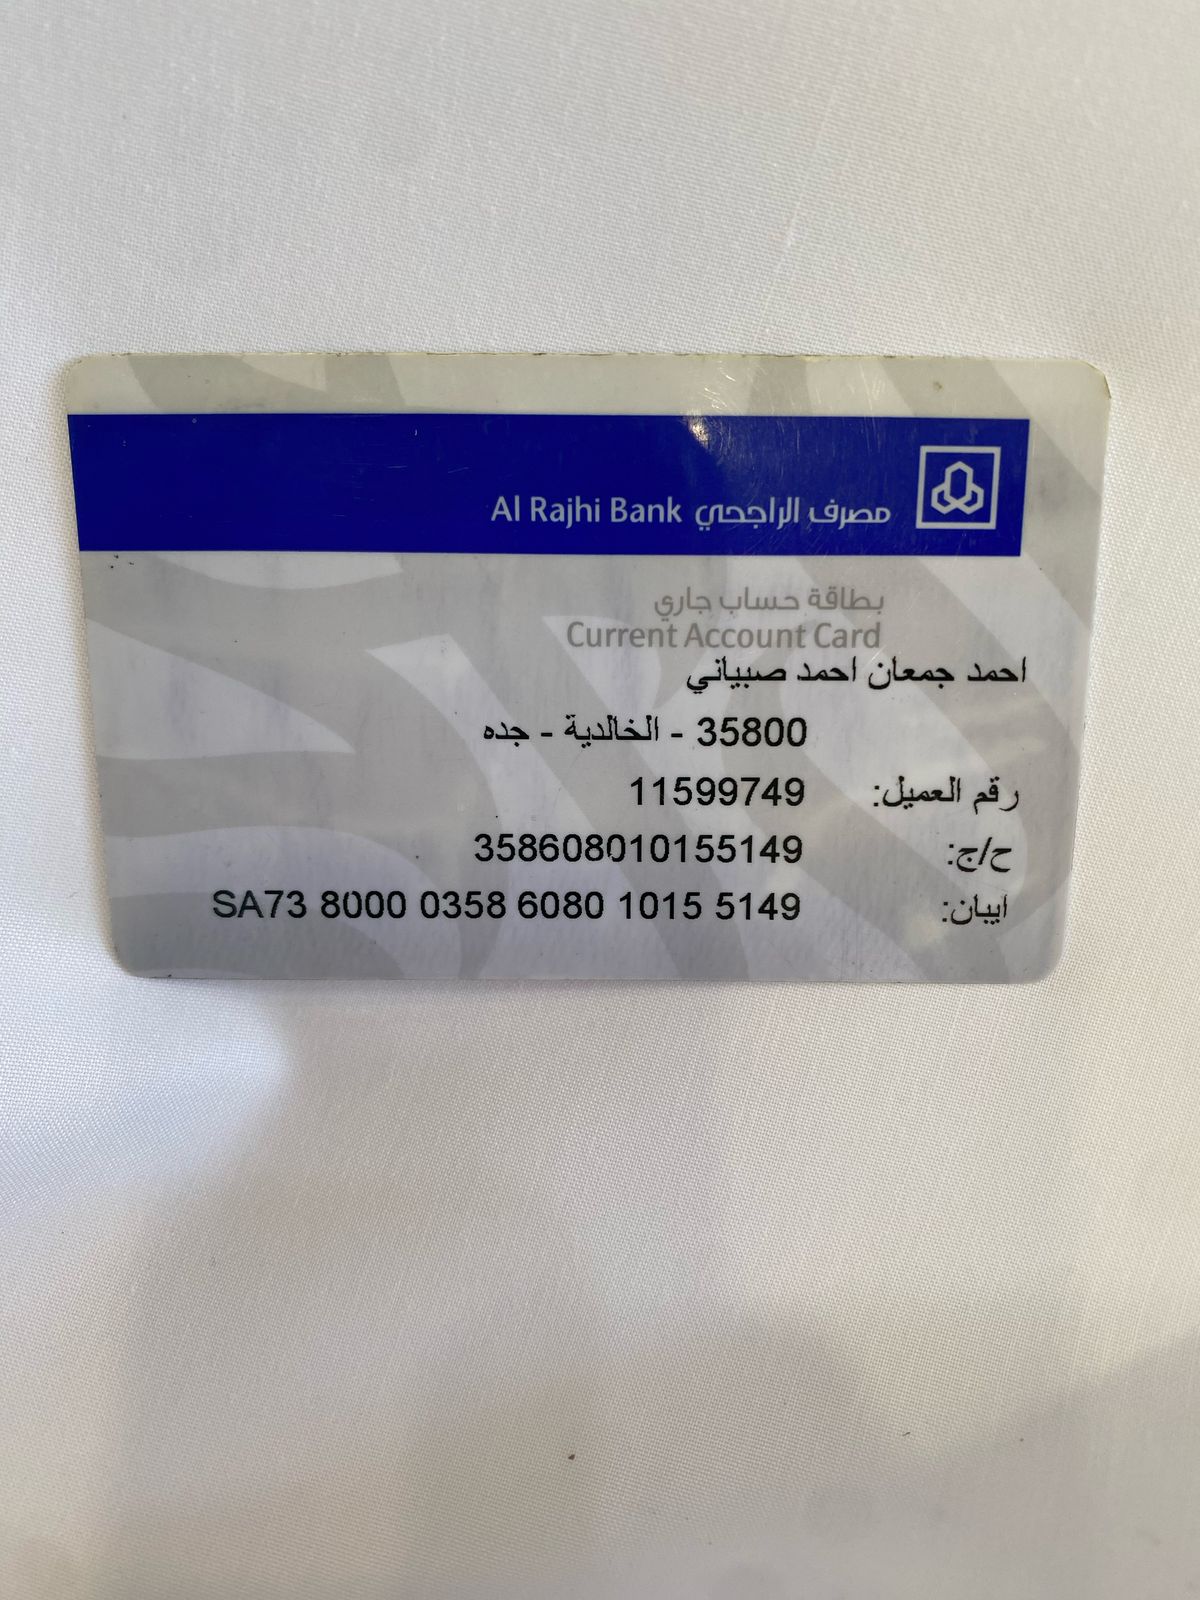 مصرف الراجحي Al Rajhi Bank
بطاقة حساب جاري
Current Account Card
احمد جمعان احمد صبياني
35800 - الخالدية - جده
رقم العميل: 11599749
ح/ج: 358608010155149
ايبان: SA73 8000 0358 6080 1015 5149